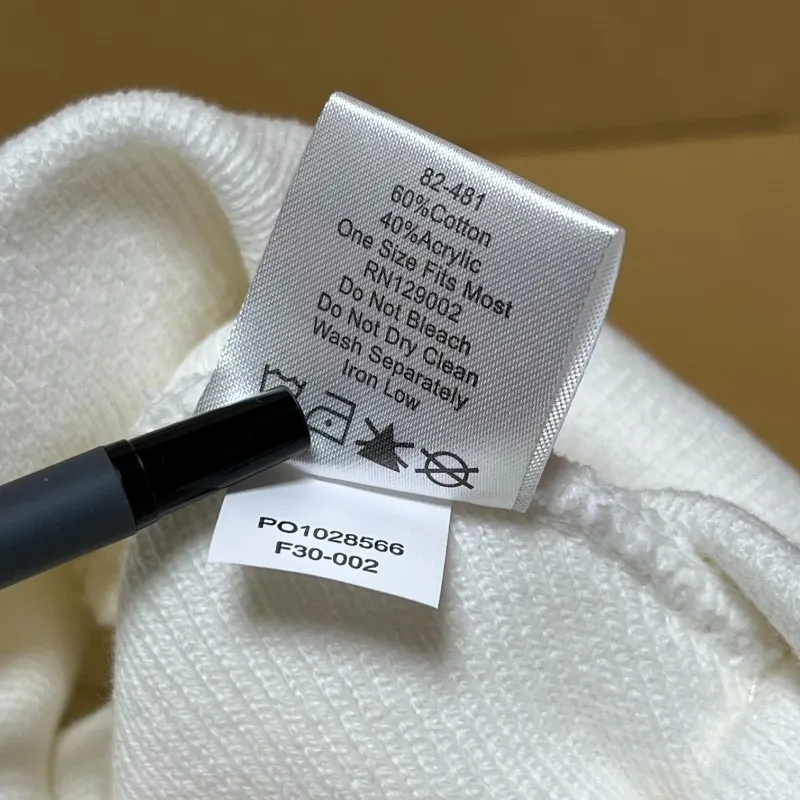 82-481
60%Cotton
40%Acrylic
One Size Fits Most
RN129002
Do Not Bleach
Do Not Dry Clean
Wash Separately
Iron Low
PO1028566
F30-002